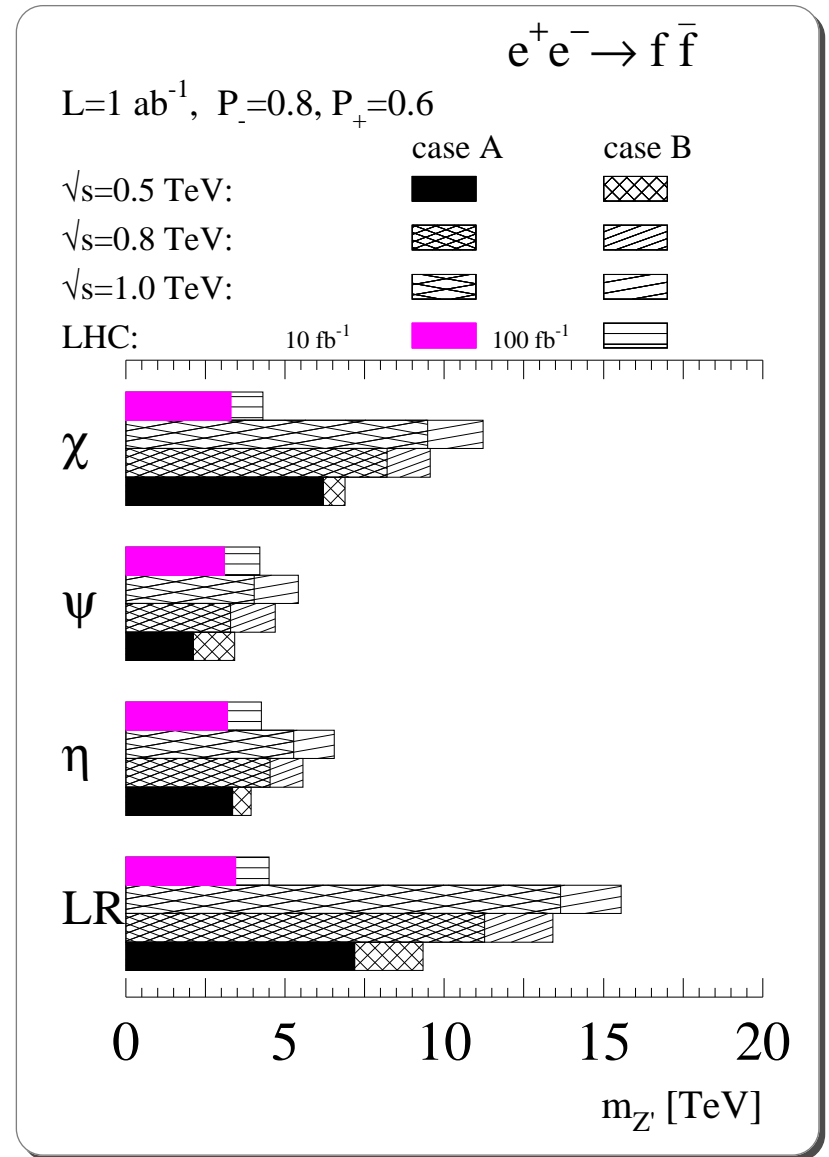 e⁺e⁻→ f f̄
L=1 ab⁻¹, P₋=0.8, P₊=0.6
case A case B
√s=0.5 TeV:
√s=0.8 TeV:
√s=1.0 TeV:
LHC: 10 fb⁻¹ 100 fb⁻¹
χ
ψ
η
LR
0 5 10 15 20
m_Z' [TeV]